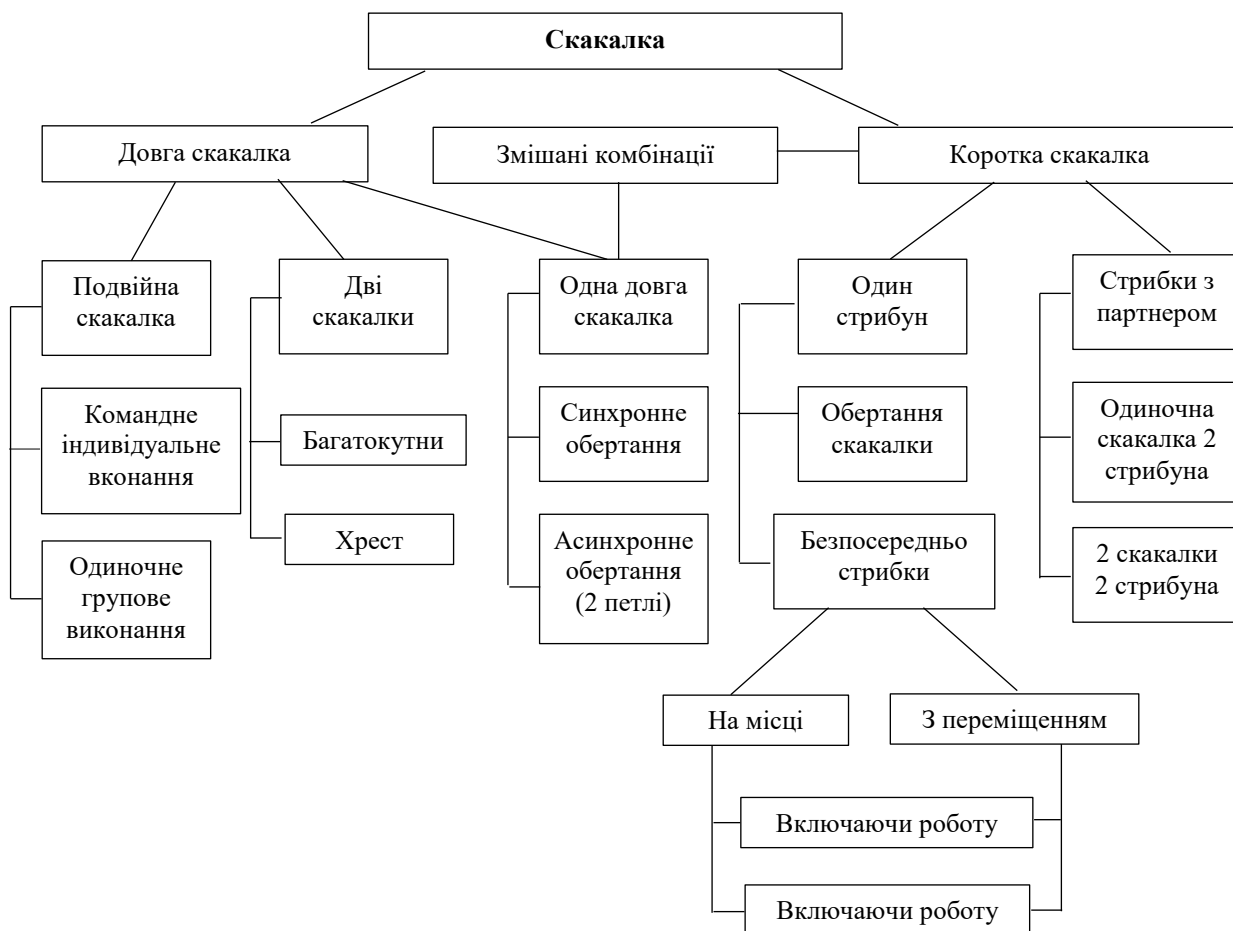 Скакалка
Довга скакалка
Змішані комбінації
Коротка скакалка
Подвійна
скакалка
Дві
скакалки
Одна довга
скакалка
Один
стрибун
Стрибки з
партнером
Командне
індивідуальне
вконання
Багатокутни
Синхронне
обертання
Обертання
скакалки
Одиночна
скакалка 2
стрибуна
Хрест
Одиночне
групове
виконання
Асинхронне
обертання
(2 петлі)
Безпосередньо
стрибки
2 скакалки
2 стрибуна
На місці
З переміщенням
Включаючи роботу
Включаючи роботу